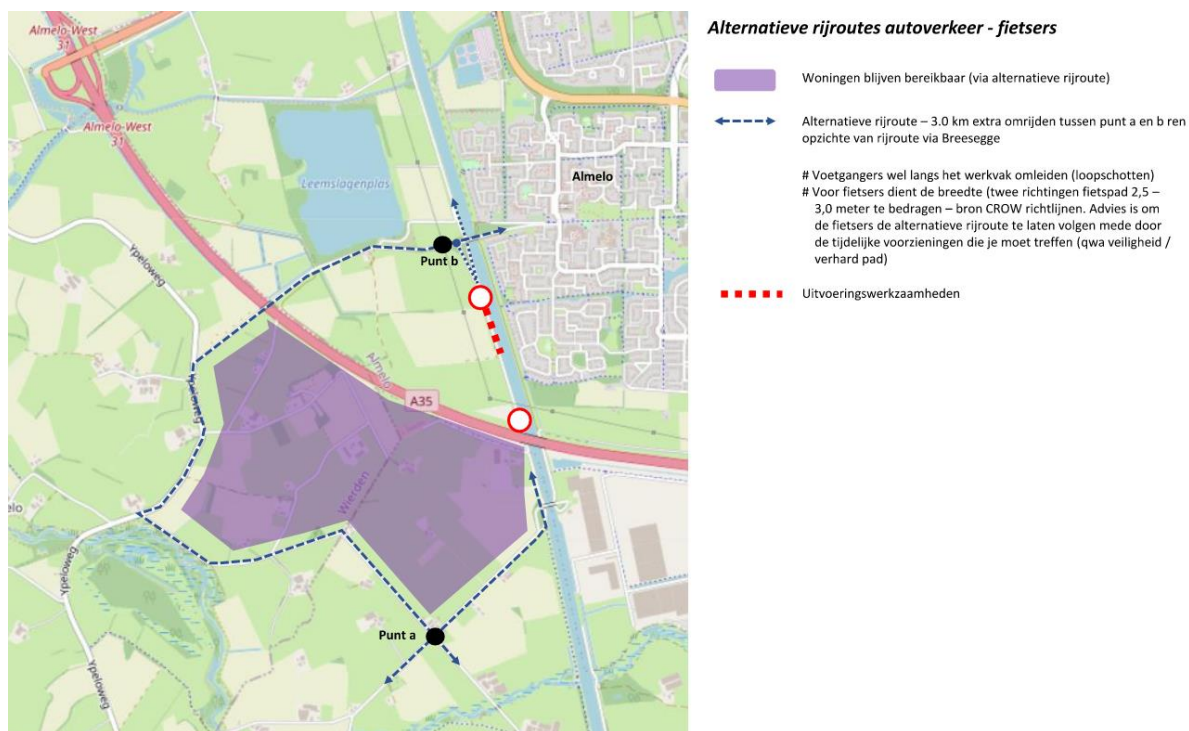 Alternatieve rijroutes autoverkeer - fietsers
Woningen blijven bereikbaar (via alternatieve rijroute)
Alternatieve rijroute – 3.0 km extra omrijden tussen punt a en b ren
opzichte van rijroute via Breesegge
# Voetgangers wel langs het werkvak omleiden (loopschotten)
# Voor fietsers dient de breedte (twee richtingen fietspad 2,5 –
3,0 meter te bedragen – bron CROW richtlijnen. Advies is om
de fietsers de alternatieve rijroute te laten volgen mede door
de tijdelijke voorzieningen die je moet treffen (qwa veiligheid /
verhard pad)
Uitvoeringswerkzaamheden
Almelo-West
31
Almelo-West
31
Leemslagenplas
Almelo
Punt b
Ypeloweg
Ypeloweg
Almelo
A35
Wierden
elo
Ypeloweg
Punt a
Ypeloweg